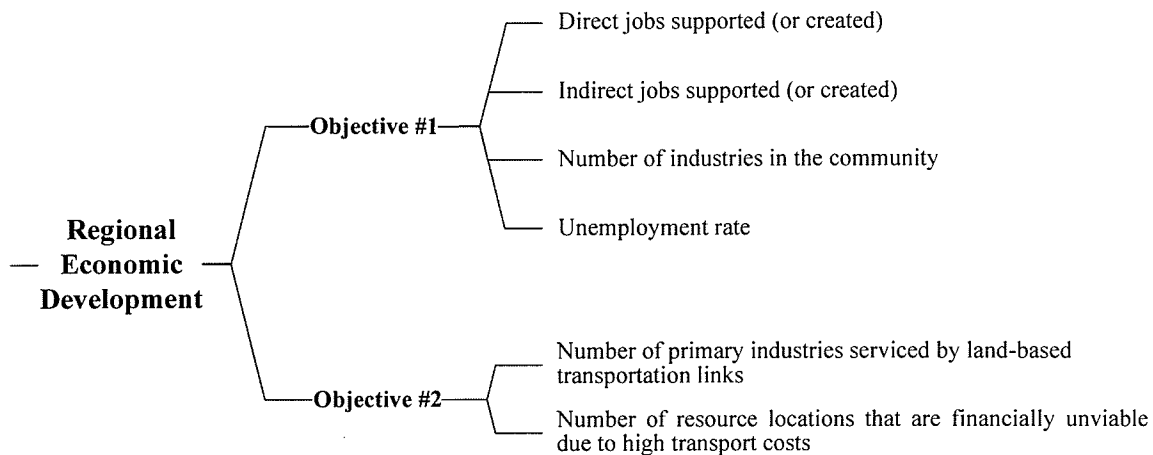 Direct jobs supported (or created)
Indirect jobs supported (or created)
Objective #1
Number of industries in the community
Unemployment rate
Regional
Economic
Development
Number of primary industries serviced by land-based
transportation links
Objective #2
Number of resource locations that are financially unviable
due to high transport costs